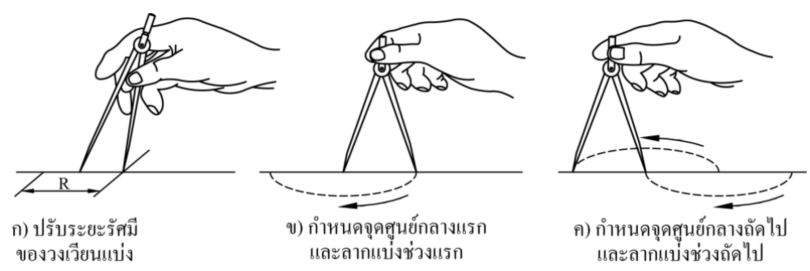 R
ก) ปรับระยะรัศมี
ของวงเวียนแบ่ง
ข) กำหนดจุดศูนย์กลางแรก
และลากแบ่งช่วงแรก
ค) กำหนดจุดศูนย์กลางถัดไป
และลากแบ่งช่วงถัดไป